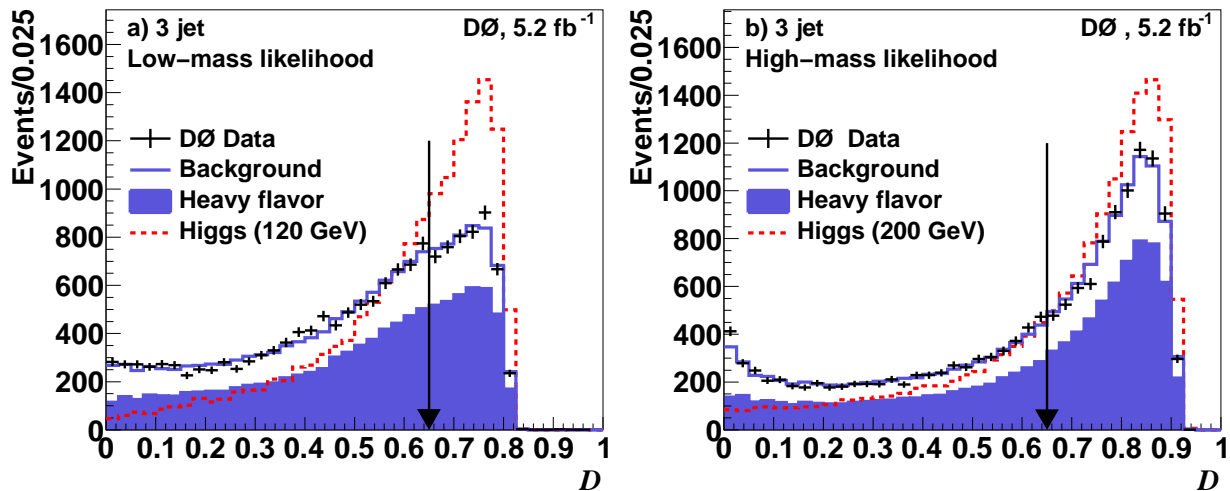 a) 3 jet DØ, 5.2 fb⁻¹
Low-mass likelihood
DØ Data
Background
Heavy flavor
Higgs (120 GeV)
Events/0.025
1600
1400
1200
1000
800
600
400
200
0
0 0.1 0.2 0.3 0.4 0.5 0.6 0.7 0.8 0.9 1
D
b) 3 jet DØ , 5.2 fb⁻¹
High-mass likelihood
DØ Data
Background
Heavy flavor
Higgs (200 GeV)
Events/0.025
1600
1400
1200
1000
800
600
400
200
0
0 0.1 0.2 0.3 0.4 0.5 0.6 0.7 0.8 0.9 1
D